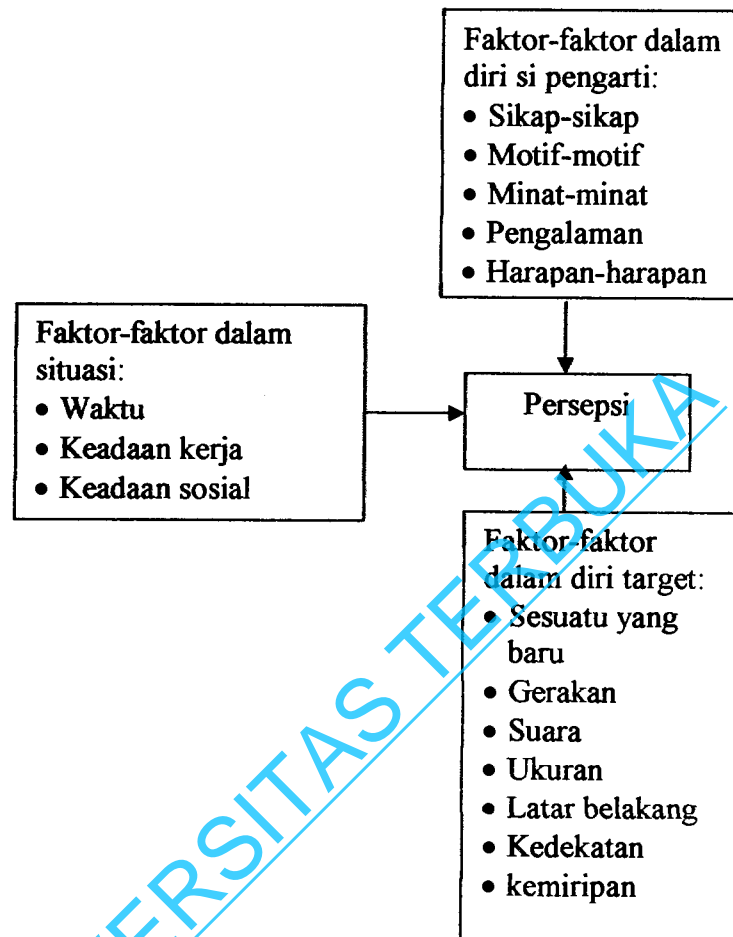 Faktor-faktor dalam
diri si pengarti:
• Sikap-sikap
• Motif-motif
• Minat-minat
• Pengalaman
• Harapan-harapan
Faktor-faktor dalam
situasi:
• Waktu
• Keadaan kerja
• Keadaan sosial
Persepsi
Faktor-faktor
dalam diri target:
• Sesuatu yang
baru
• Gerakan
• Suara
• Ukuran
• Latar belakang
• Kedekatan
• kemiripan
ERSITAS TERBUKA